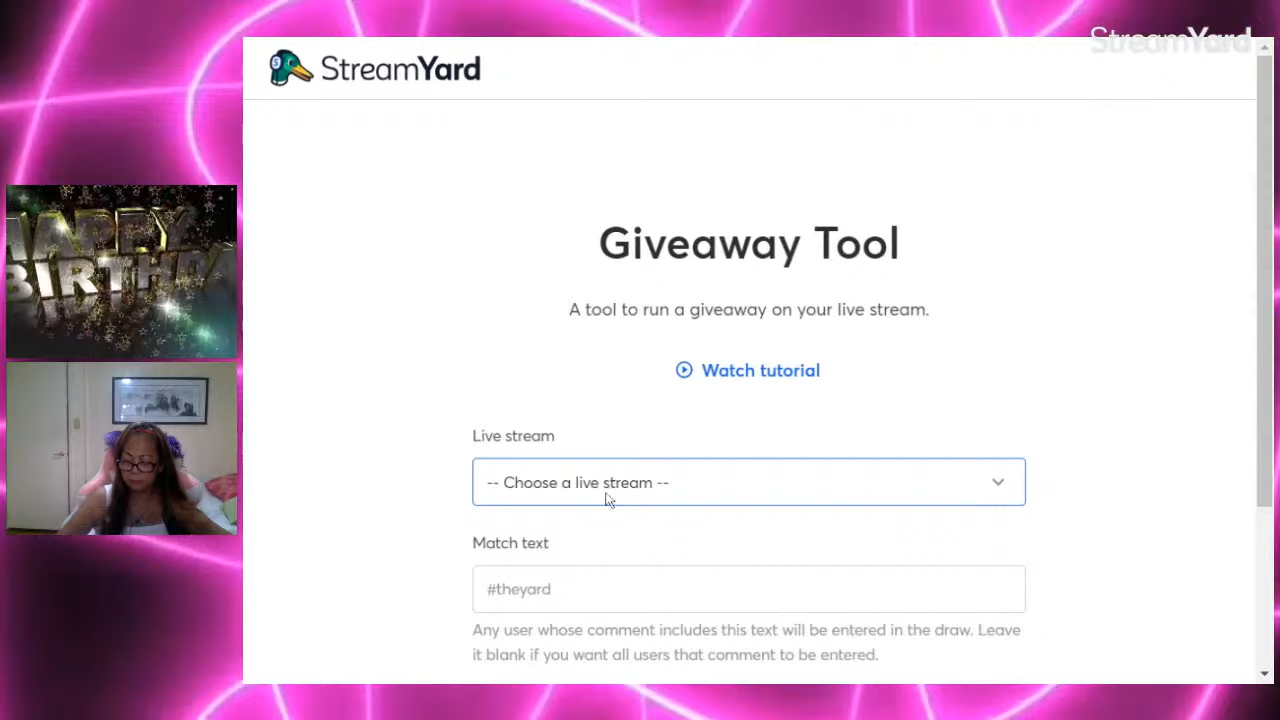 StreamYard
StreamYard
Giveaway Tool
A tool to run a giveaway on your live stream.
Watch tutorial
Live stream
-- Choose a live stream --
Match text
#theyard
Any user whose comment includes this text will be entered in the draw. Leave
it blank if you want all users that comment to be entered.
HAPPY
BIRTHD